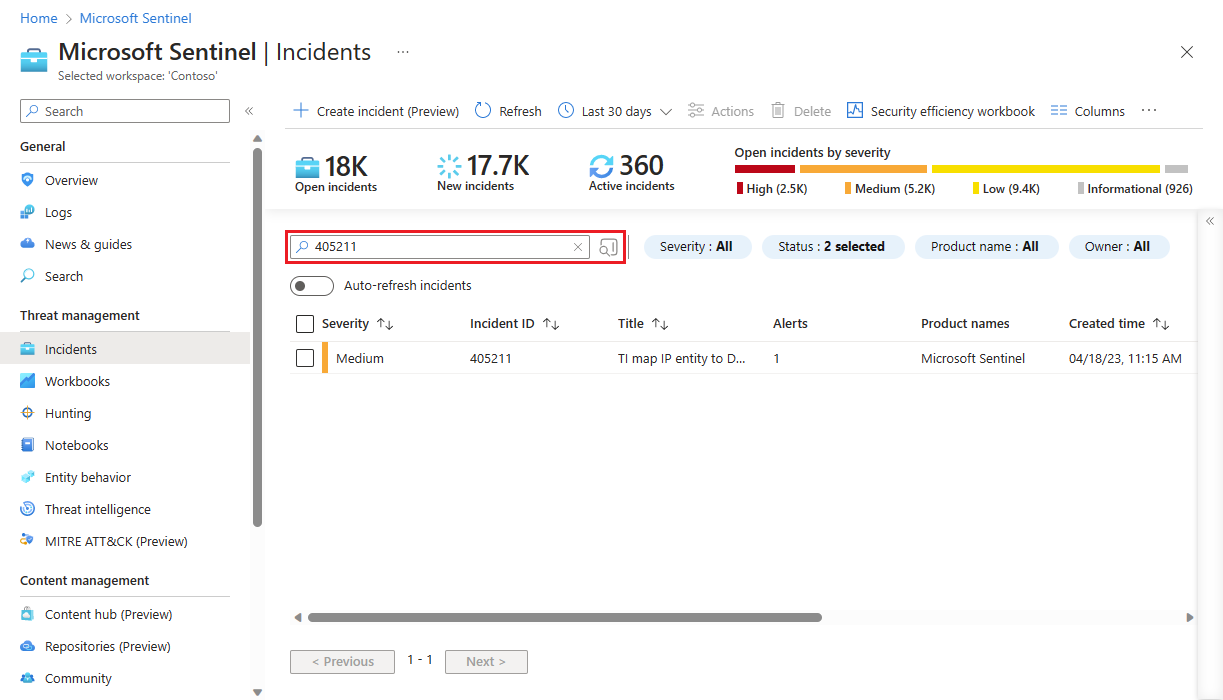 Home > Microsoft Sentinel
Microsoft Sentinel | Incidents ...
Selected workspace: 'Contoso'
Search «
General
Overview
Logs
News & guides
Search
Threat management
Incidents
Workbooks
Hunting
Notebooks
Entity behavior
Threat intelligence
MITRE ATT&CK (Preview)
Content management
Content hub (Preview)
Repositories (Preview)
Community
Create incident (Preview) Refresh Last 30 days Actions Delete Security efficiency workbook Columns ...
18K
Open incidents
17.7K
New incidents
360
Active incidents
Open incidents by severity
High (2.5K) Medium (5.2K) Low (9.4K) Informational (926)
405211 Severity : All Status : 2 selected Product name : All Owner : All
Auto-refresh incidents
Severity ↑↓ Incident ID ↑↓ Title ↑↓ Alerts Product names Created time ↑↓
Medium 405211 TI map IP entity to D... 1 Microsoft Sentinel 04/18/23, 11:15 AM
< Previous 1 - 1 Next >
«